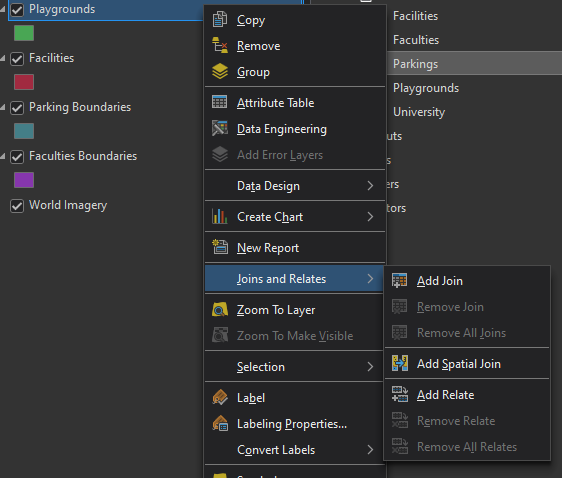 Playgrounds
Facilities
Parking Boundaries
Faculties Boundaries
World Imagery
Copy
Remove
Group
Attribute Table
Data Engineering
Add Error Layers
Data Design
Create Chart
New Report
Joins and Relates
Zoom To Layer
Zoom To Make Visible
Selection
Label
Labeling Properties...
Convert Labels
Add Join
Remove Join
Remove All Joins
Add Spatial Join
Add Relate
Remove Relate
Remove All Relates
Facilities
Faculties
Parkings
Playgrounds
University